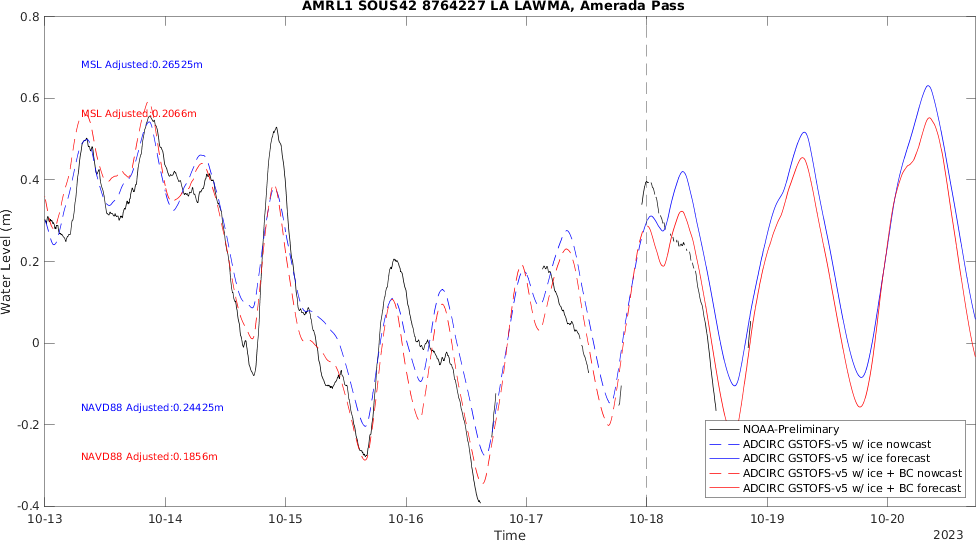 AMRL1 SOUS42 8764227 LA LAWMA, Amerada Pass
0.8
MSL Adjusted:0.26525m
0.6
MSL Adjusted:0.2066m
0.4
Water Level (m)
0.2
0
NAVD88 Adjusted:0.24425m
-0.2
NAVD88 Adjusted:0.1856m
-0.4
NOAA-Preliminary
ADCIRC GSTOFS-v5 w/ ice nowcast
ADCIRC GSTOFS-v5 w/ ice forecast
ADCIRC GSTOFS-v5 w/ ice + BC nowcast
ADCIRC GSTOFS-v5 w/ ice + BC forecast
10-13 10-14 10-15 10-16 10-17 10-18 10-19 10-20
Time
2023